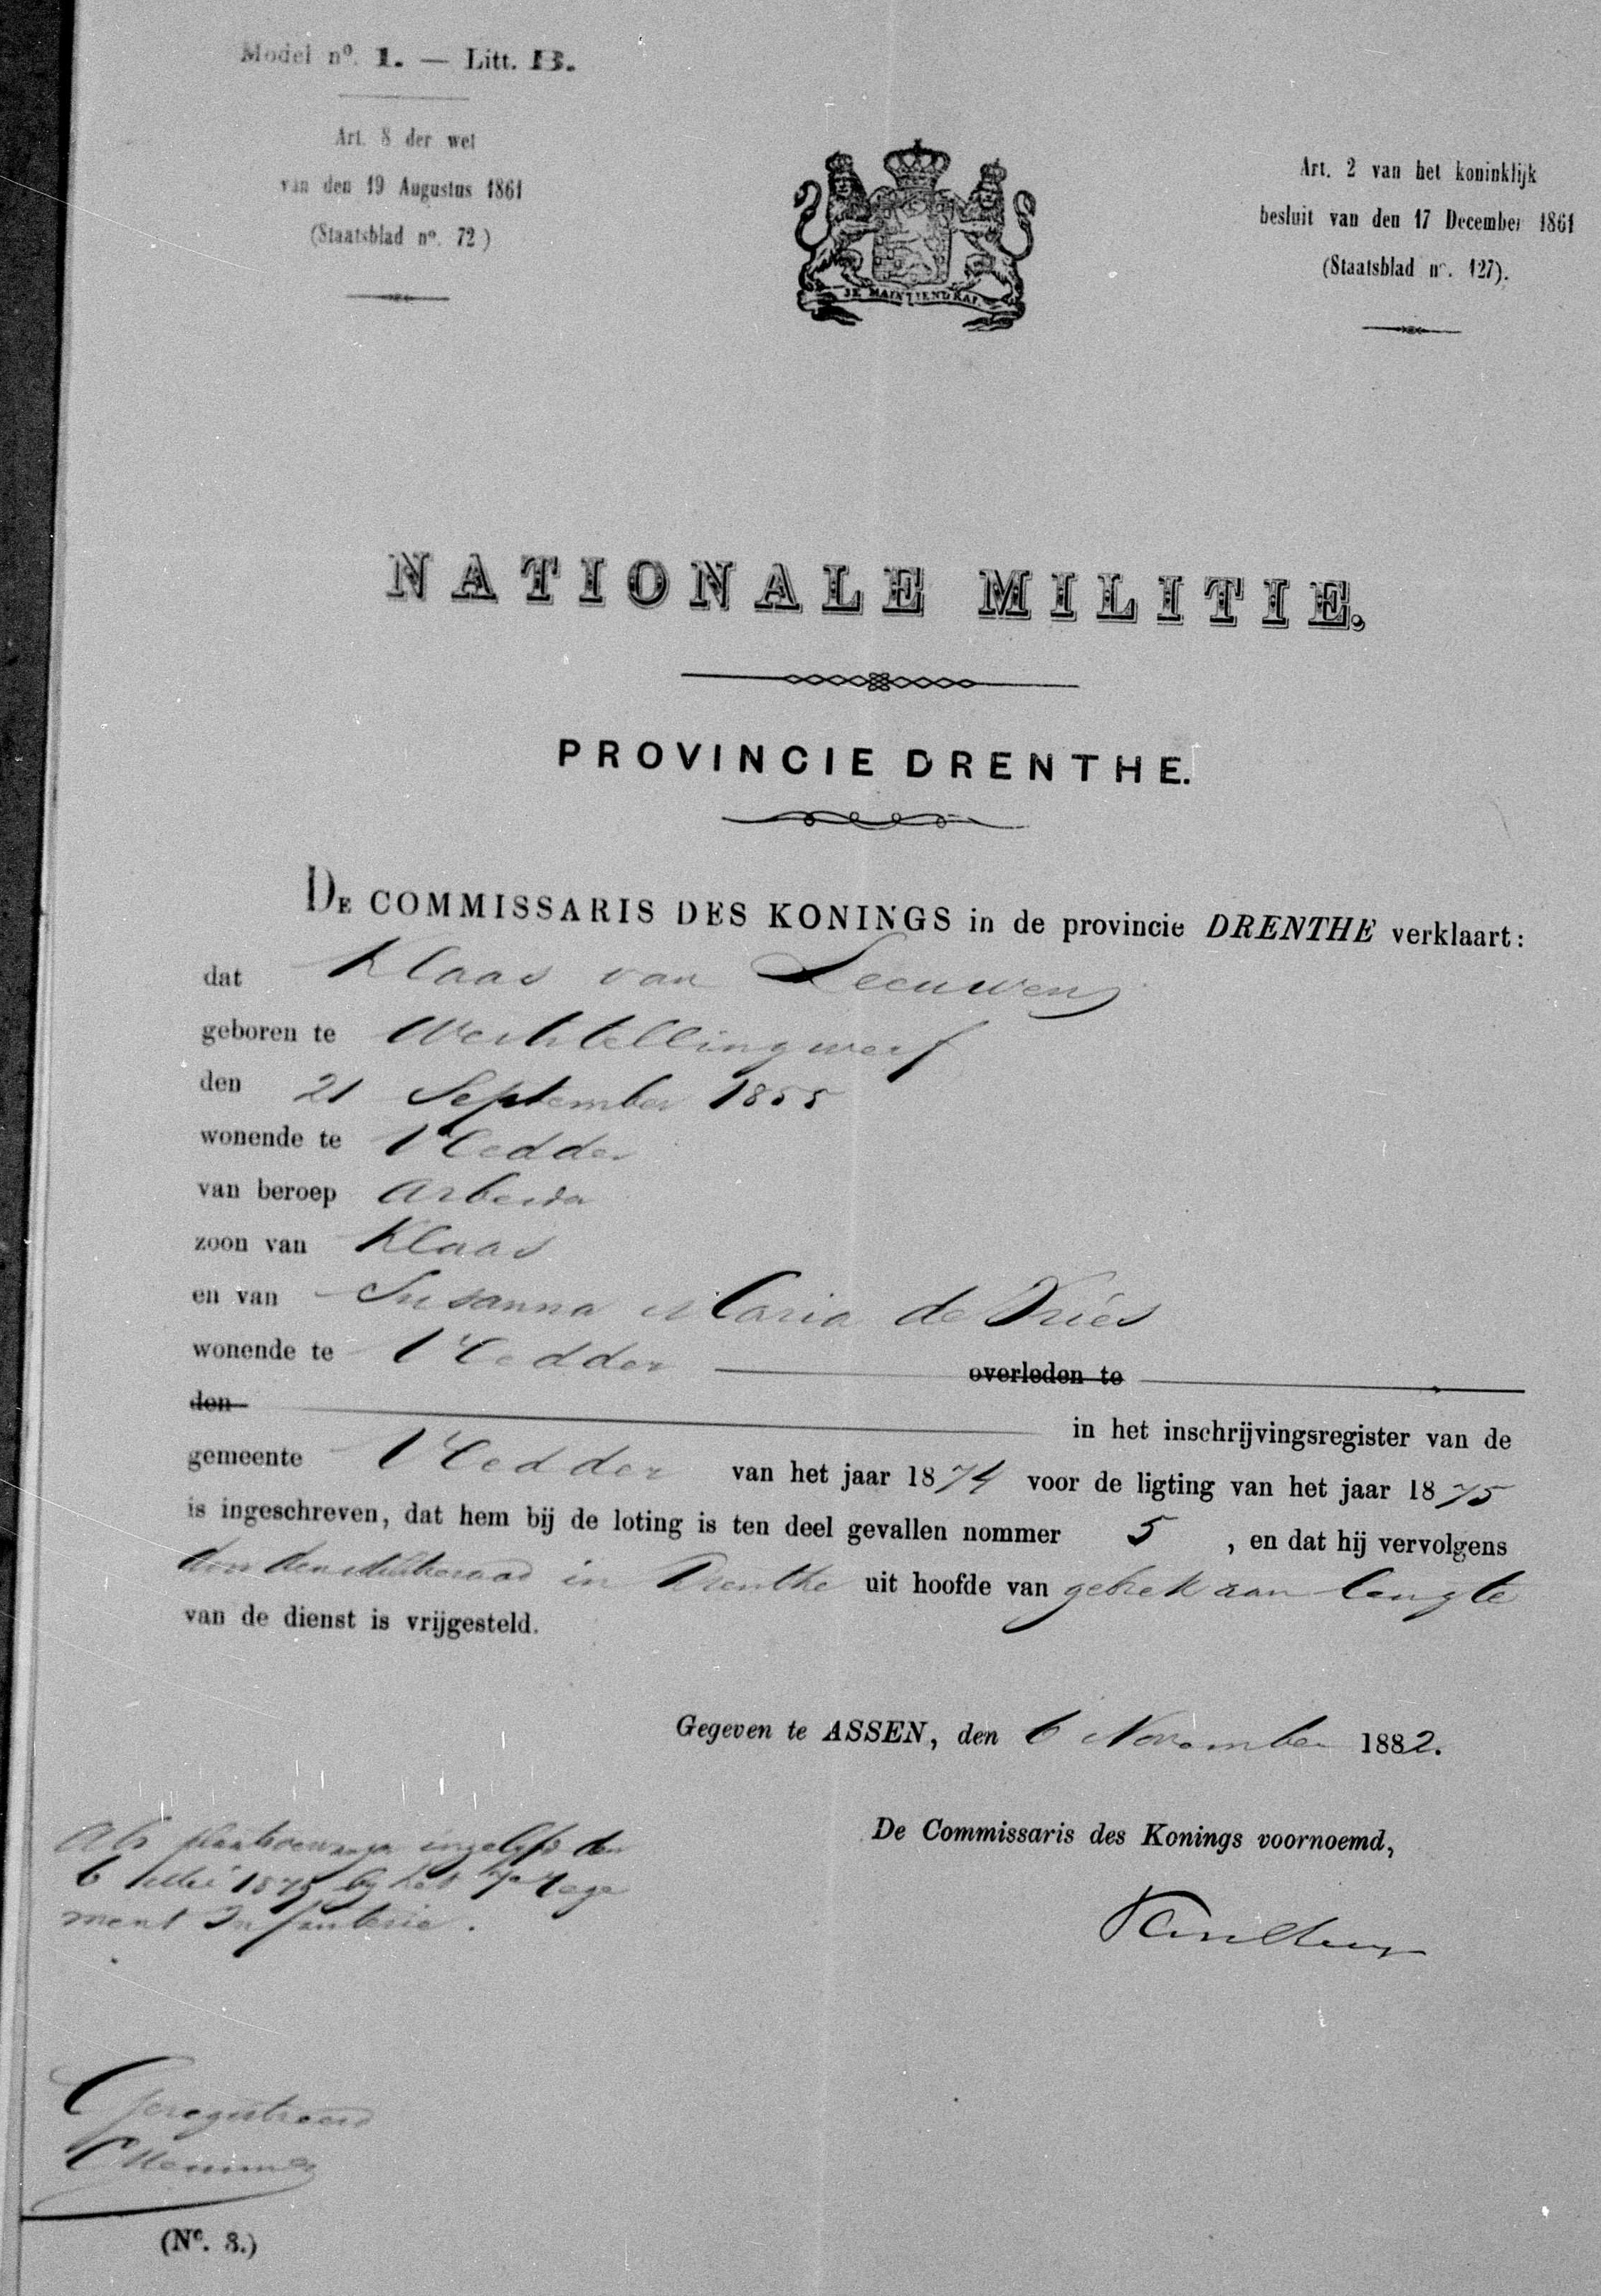 Model nº. 1. — Litt. B.
Art. 8 der wet
van den 19 Augustus 1861
(Staatsblad nº. 72)
Art. 2 van het koninklijk
besluit van den 17 December 1861
(Staatsblad nº. 127).
JE MAINTIENDRAI
NATIONALE MILITIE.
PROVINCIE DRENTHE.
DE COMMISSARIS DES KONINGS in de provincie DRENTHE verklaart:
dat Klaas van Leeuwen
geboren te Weststellingwerf
den 21 September 1855
wonende te Vledder
van beroep Arbeider
zoon van Klaas
en van Susanna Maria de Vries
wonende te Vledder overleden te
den in het inschrijvingsregister van de
gemeente Vledder van het jaar 1874 voor de ligting van het jaar 1875
is ingeschreven, dat hem bij de loting is ten deel gevallen nommer 5, en dat hij vervolgens
door den militieraad in Drenthe uit hoofde van gebrek aan lengte
van de dienst is vrijgesteld.
Gegeven te ASSEN, den 6 November 1882.
De Commissaris des Konings voornoemd,
Als plaatsvervanger ingelijfd den
6 Mei 1875 bij het 7e Rege
ment Infanterie.
Geregistreerd
(Nº. 3.)